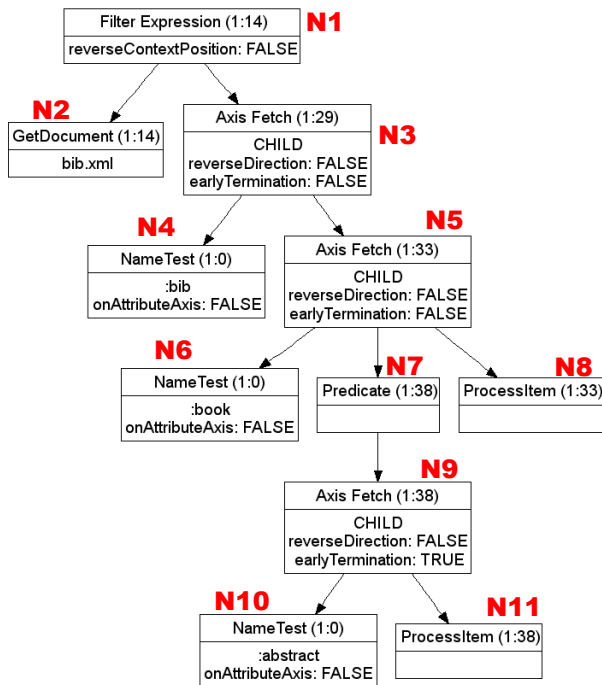 Filter Expression (1:14)
N1
reverseContextPosition: FALSE
N2
GetDocument (1:14)
bib.xml
Axis Fetch (1:29)
N3
CHILD
reverseDirection: FALSE
earlyTermination: FALSE
N4
NameTest (1:0)
:bib
onAttributeAxis: FALSE
N5
Axis Fetch (1:33)
CHILD
reverseDirection: FALSE
earlyTermination: FALSE
N6
NameTest (1:0)
:book
onAttributeAxis: FALSE
N7
Predicate (1:38)
N8
ProcessItem (1:33)
N9
Axis Fetch (1:38)
CHILD
reverseDirection: FALSE
earlyTermination: TRUE
N10
NameTest (1:0)
:abstract
onAttributeAxis: FALSE
N11
ProcessItem (1:38)